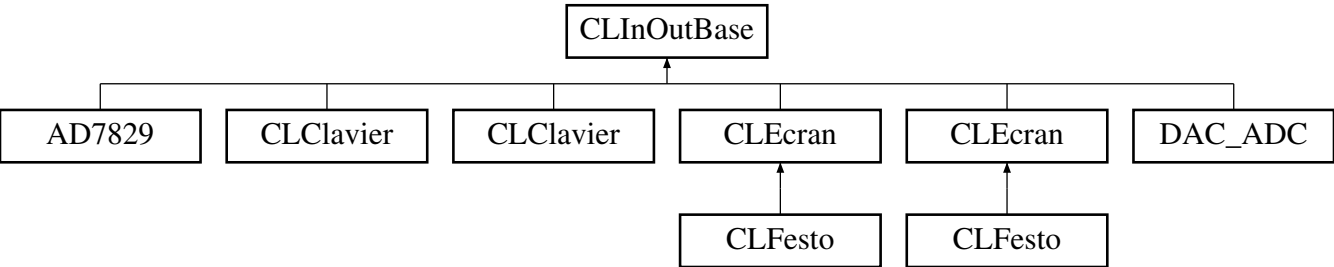 CLInOutBase
AD7829
CLClavier
CLClavier
CLEcran
CLEcran
DAC_ADC
CLFesto
CLFesto